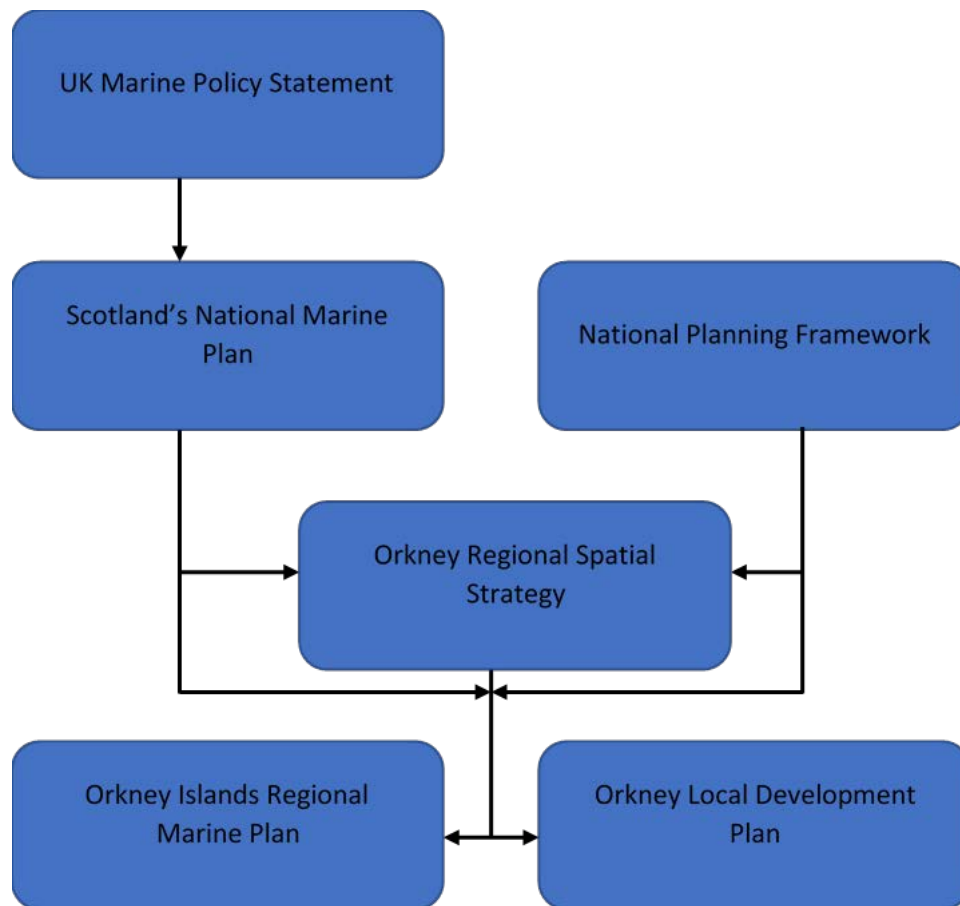 UK Marine Policy Statement
Scotland’s National Marine
Plan
National Planning Framework
Orkney Regional Spatial
Strategy
Orkney Islands Regional
Marine Plan
Orkney Local Development
Plan